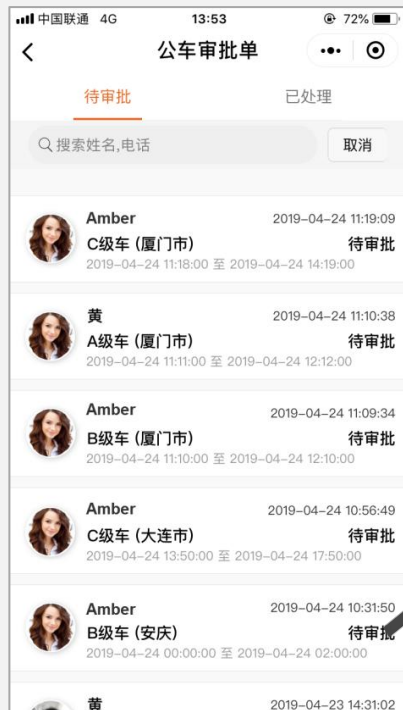 中国联通 4G 13:53 72%
公车审批单
待审批 已处理
搜索姓名,电话 取消
Amber 2019-04-24 11:19:09
C级车 (厦门市) 待审批
2019-04-24 11:18:00 至 2019-04-24 14:19:00
黄 2019-04-24 11:10:38
A级车 (厦门市) 待审批
2019-04-24 11:11:00 至 2019-04-24 12:12:00
Amber 2019-04-24 11:09:34
B级车 (厦门市) 待审批
2019-04-24 11:10:00 至 2019-04-24 12:10:00
Amber 2019-04-24 10:56:49
C级车 (大连市) 待审批
2019-04-24 13:50:00 至 2019-04-24 17:50:00
Amber 2019-04-24 10:31:50
B级车 (安庆) 待审批
2019-04-24 00:00:00 至 2019-04-24 02:00:00
黄 2019-04-23 14:31:02